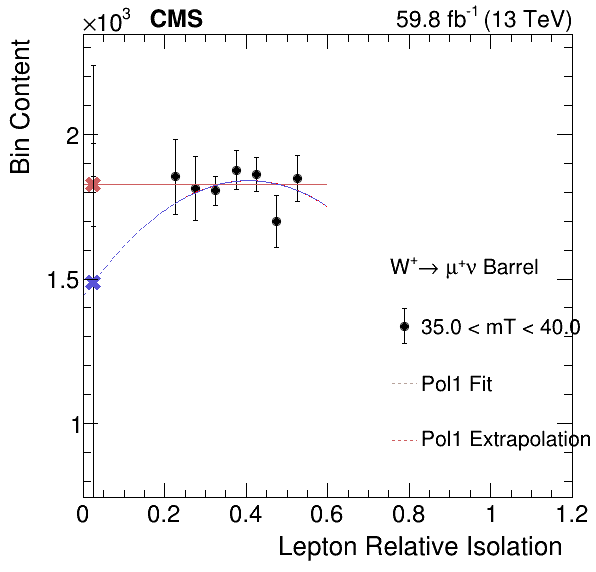 ×10³ CMS 59.8 fb⁻¹ (13 TeV)
Bin Content
2
1.5
1
W⁺→ μ⁺ν Barrel
35.0 < mT < 40.0
Pol1 Fit
Pol1 Extrapolation
0 0.2 0.4 0.6 0.8 1 1.2
Lepton Relative Isolation